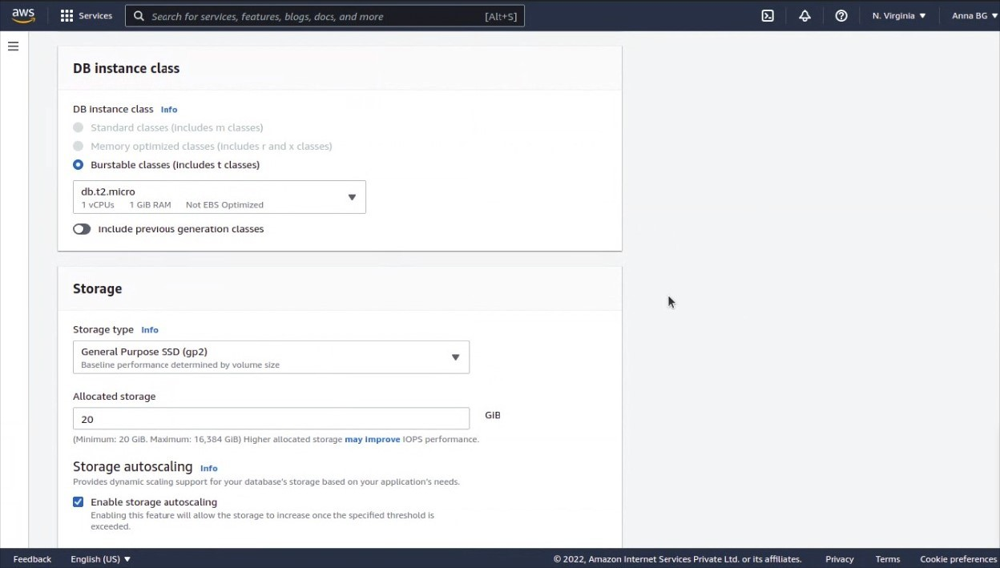 aws
Services
Search for services, features, blogs, docs, and more [Alt+S]
N. Virginia
Anna BG
DB instance class
DB instance class Info
Standard classes (includes m classes)
Memory optimized classes (includes r and x classes)
Burstable classes (includes t classes)
db.t2.micro
1 vCPUs 1 GiB RAM Not EBS Optimized
Include previous generation classes
Storage
Storage type Info
General Purpose SSD (gp2)
Baseline performance determined by volume size
Allocated storage
20 GiB
(Minimum: 20 GiB. Maximum: 16,384 GiB) Higher allocated storage may improve IOPS performance.
Storage autoscaling Info
Provides dynamic scaling support for your database's storage based on your application's needs.
Enable storage autoscaling
Enabling this feature will allow the storage to increase once the specified threshold is
exceeded.
Feedback English (US) © 2022, Amazon Internet Services Private Ltd. or its affiliates. Privacy Terms Cookie preferences